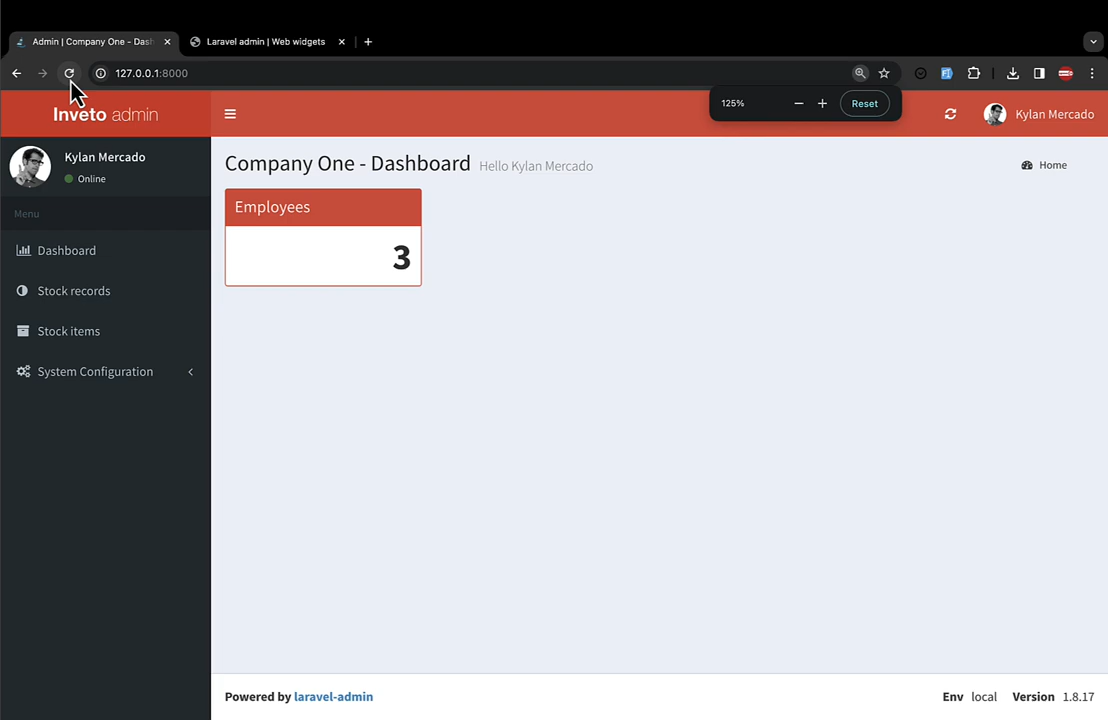 Admin | Company One - Dash
Laravel admin | Web widgets
127.0.0.1:8000
125%
Reset
Inveto admin
Kylan Mercado
Kylan Mercado
Online
Menu
Dashboard
Stock records
Stock items
System Configuration
Company One - Dashboard Hello Kylan Mercado
Home
Employees
3
Powered by laravel-admin
Env local Version 1.8.17